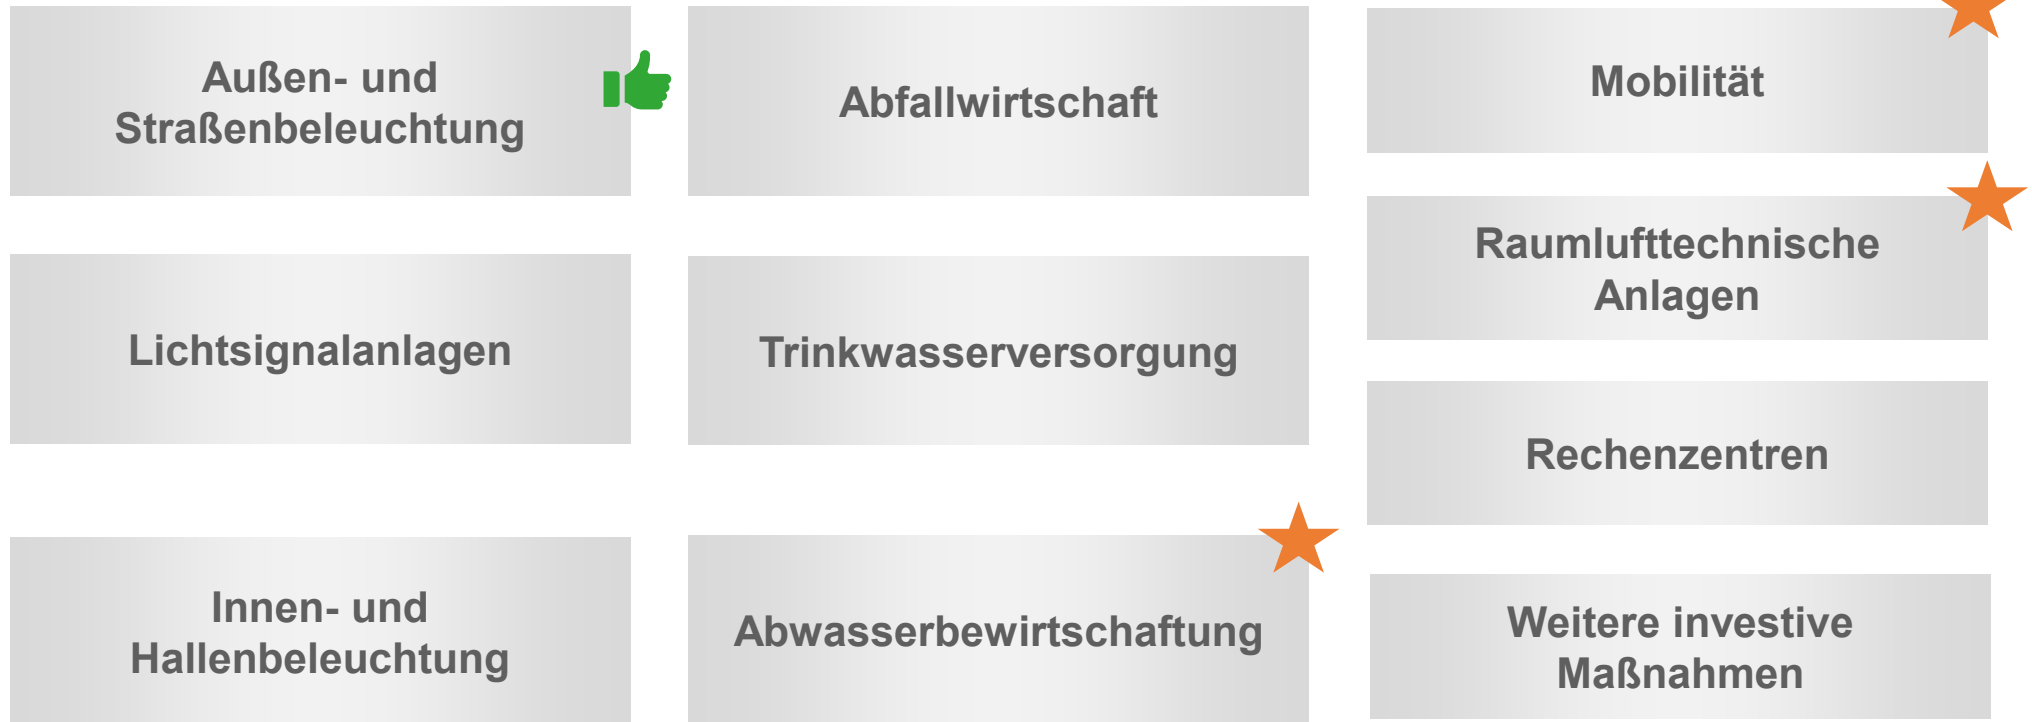 Außen- und
Straßenbeleuchtung
Lichtsignalanlagen
Innen- und
Hallenbeleuchtung
Abfallwirtschaft
Trinkwasserversorgung
Abwasserbewirtschaftung
Mobilität
Raumlufttechnische
Anlagen
Rechenzentren
Weitere investive
Maßnahmen